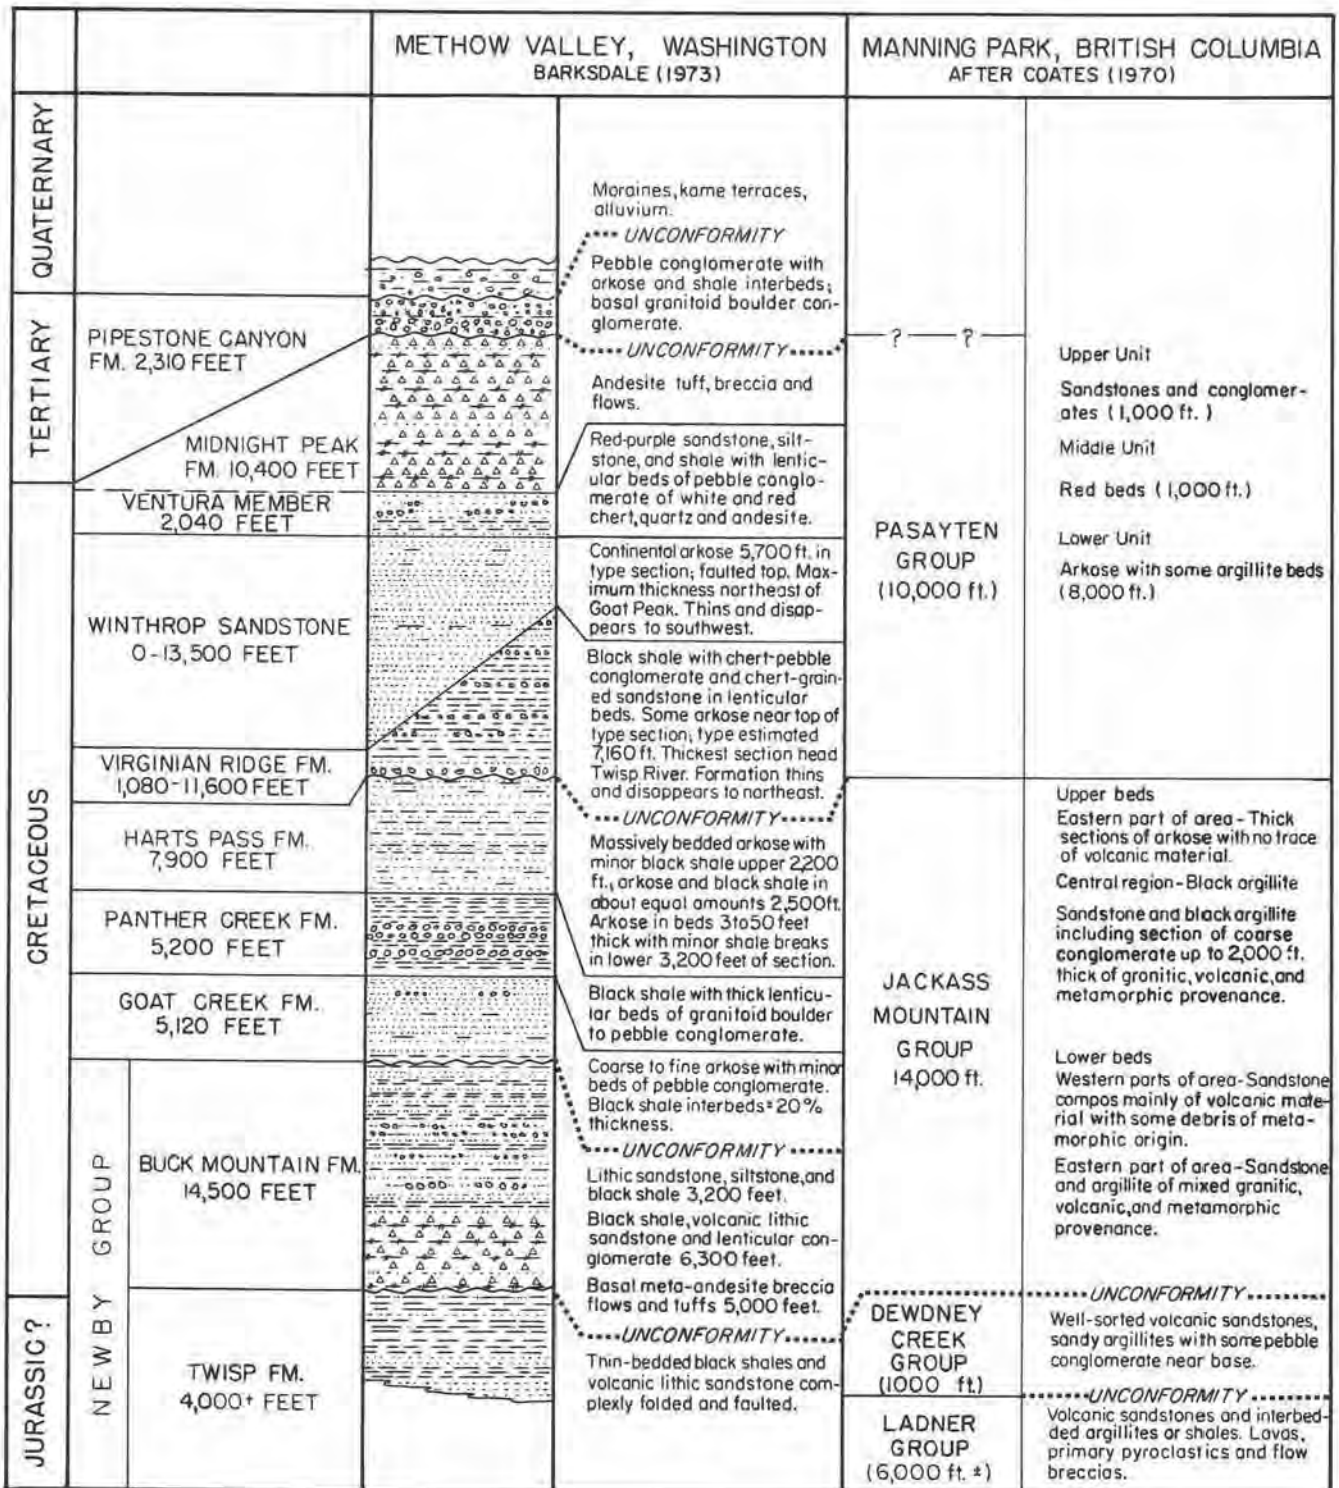 METHOW VALLEY, WASHINGTON
BARKSDALE (1973)
MANNING PARK, BRITISH COLUMBIA
AFTER COATES (1970)
QUATERNARY
TERTIARY
CRETACEOUS
JURASSIC?
PIPESTONE CANYON
FM. 2,310 FEET
MIDNIGHT PEAK
FM. 10,400 FEET
VENTURA MEMBER
2,040 FEET
WINTHROP SANDSTONE
0-13,500 FEET
VIRGINIAN RIDGE FM.
1,080-11,600 FEET
HARTS PASS FM.
7,900 FEET
PANTHER CREEK FM.
5,200 FEET
GOAT CREEK FM.
5,120 FEET
NEWBY GROUP
BUCK MOUNTAIN FM.
14,500 FEET
TWISP FM.
4,000+ FEET
Moraines, kame terraces,
alluvium.
UNCONFORMITY
Pebble conglomerate with
arkose and shale interbeds;
basal granitoid boulder con-
glomerate.
UNCONFORMITY
Andesite tuff, breccia and
flows.
Red-purple sandstone, silt-
stone, and shale with lentic-
ular beds of pebble conglo-
merate of white and red
chert, quartz and andesite.
Continental arkose 5,700 ft. in
type section; faulted top. Max-
imum thickness northeast of
Goat Peak. Thins and disap-
pears to southwest.
Black shale with chert-pebble
conglomerate and chert-grain-
ed sandstone in lenticular
beds. Some arkose near top of
type section; type estimated
7,160 ft. Thickest section head
Twisp River. Formation thins
and disappears to northeast.
UNCONFORMITY
Massively bedded arkose with
minor black shale upper 2,200
ft., arkose and black shale in
about equal amounts 2,500ft.
Arkose in beds 3to50 feet
thick with minor shale breaks
in lower 3,200 feet of section.
Black shale with thick lenticu-
lar beds of granitoid boulder
to pebble conglomerate.
Coarse to fine arkose with minor
beds of pebble conglomerate.
Black shale interbeds ± 20%
thickness.
UNCONFORMITY
Lithic sandstone, siltstone, and
black shale 3,200 feet.
Black shale, volcanic lithic
sandstone and lenticular con-
glomerate 6,300 feet.
Basal meta-andesite breccia
flows and tuffs 5,000 feet.
UNCONFORMITY
Thin-bedded black shales and
volcanic lithic sandstone com-
plexly folded and faulted.
? ?
PASAYTEN
GROUP
(10,000 ft.)
JACKASS
MOUNTAIN
GROUP
14,000 ft.
DEWDNEY
CREEK
GROUP
(1000 ft.)
LADNER
GROUP
(6,000 ft. ±)
Upper Unit
Sandstones and conglomer-
ates (1,000 ft.)
Middle Unit
Red beds (1,000 ft.)
Lower Unit
Arkose with some argillite beds
(8,000 ft.)
Upper beds
Eastern part of area - Thick
sections of arkose with no trace
of volcanic material.
Central region - Black argillite
Sandstone and black argillite
including section of coarse
conglomerate up to 2,000 ft.
thick of granitic, volcanic, and
metamorphic provenance.
Lower beds
Western parts of area - Sandstone
compos mainly of volcanic mate-
rial with some debris of meta-
morphic origin.
Eastern part of area - Sandstone
and argillite of mixed granitic,
volcanic, and metamorphic
provenance.
UNCONFORMITY
Well-sorted volcanic sandstones,
sandy argillites with some pebble
conglomerate near base.
UNCONFORMITY
Volcanic sandstones and interbed-
ded argillites or shales. Lavas,
primary pyroclastics and flow
breccias.